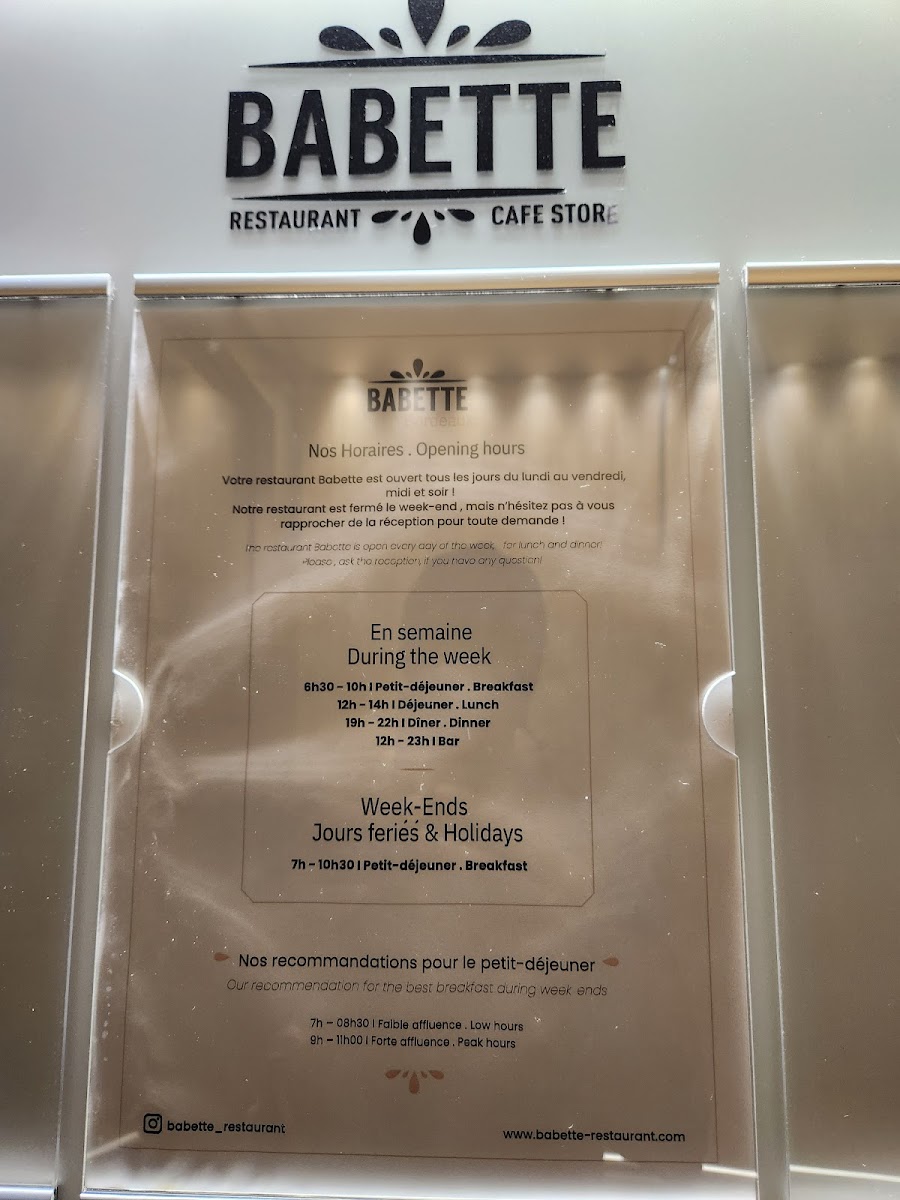 BABETTE
RESTAURANT CAFE STORE
BABETTE
Bordeaux
Nos Horaires . Opening hours
Votre restaurant Babette est ouvert tous les jours du lundi au vendredi,
midi et soir !
Notre restaurant est fermé le week-end , mais n'hésitez pas à vous
rapprocher de la réception pour toute demande !
The restaurant Babette is open every day of the week, for lunch and dinner!
Please , ask the reception, if you have any question!
En semaine
During the week
6h30 – 10h I Petit-déjeuner . Breakfast
12h – 14h I Déjeuner . Lunch
19h – 22h I Dîner . Dinner
12h – 23h I Bar
Week-Ends
Jours feriés & Holidays
7h – 10h30 I Petit-déjeuner . Breakfast
Nos recommandations pour le petit-déjeuner
Our recommendation for the best breakfast during week ends
7h – 08h30 I Faible affluence . Low hours
9h – 11h00 I Forte affluence . Peak hours
babette_restaurant
www.babette-restaurant.com